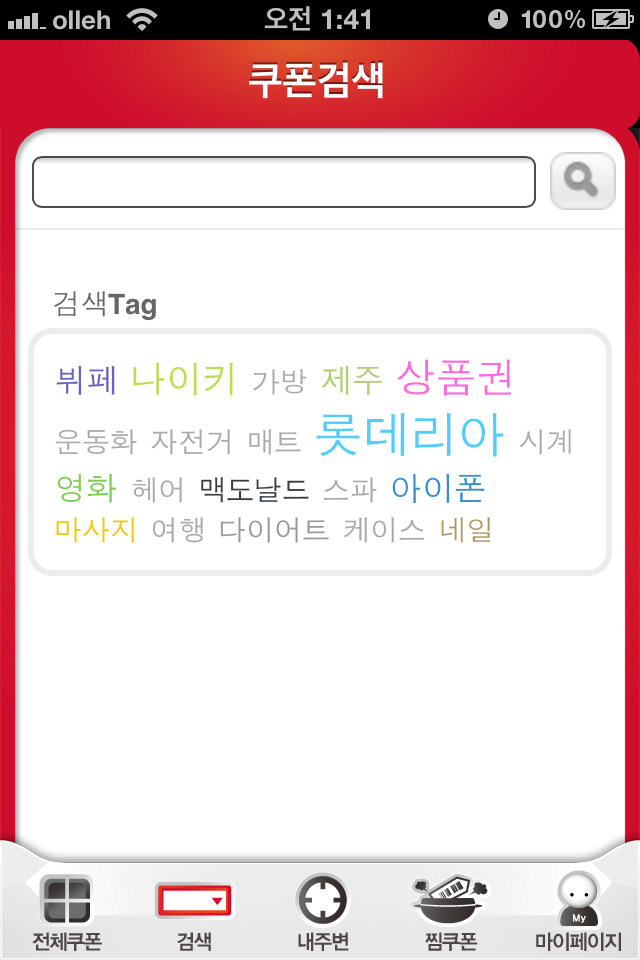 olleh 오전 1:41 100%
쿠폰검색
검색Tag
뷔페 나이키 가방 제주 상품권
운동화 자전거 매트 롯데리아 시계
영화 헤어 맥도날드 스파 아이폰
마사지 여행 다이어트 케이스 네일
My
전체쿠폰 검색 내주변 찜쿠폰 마이페이지